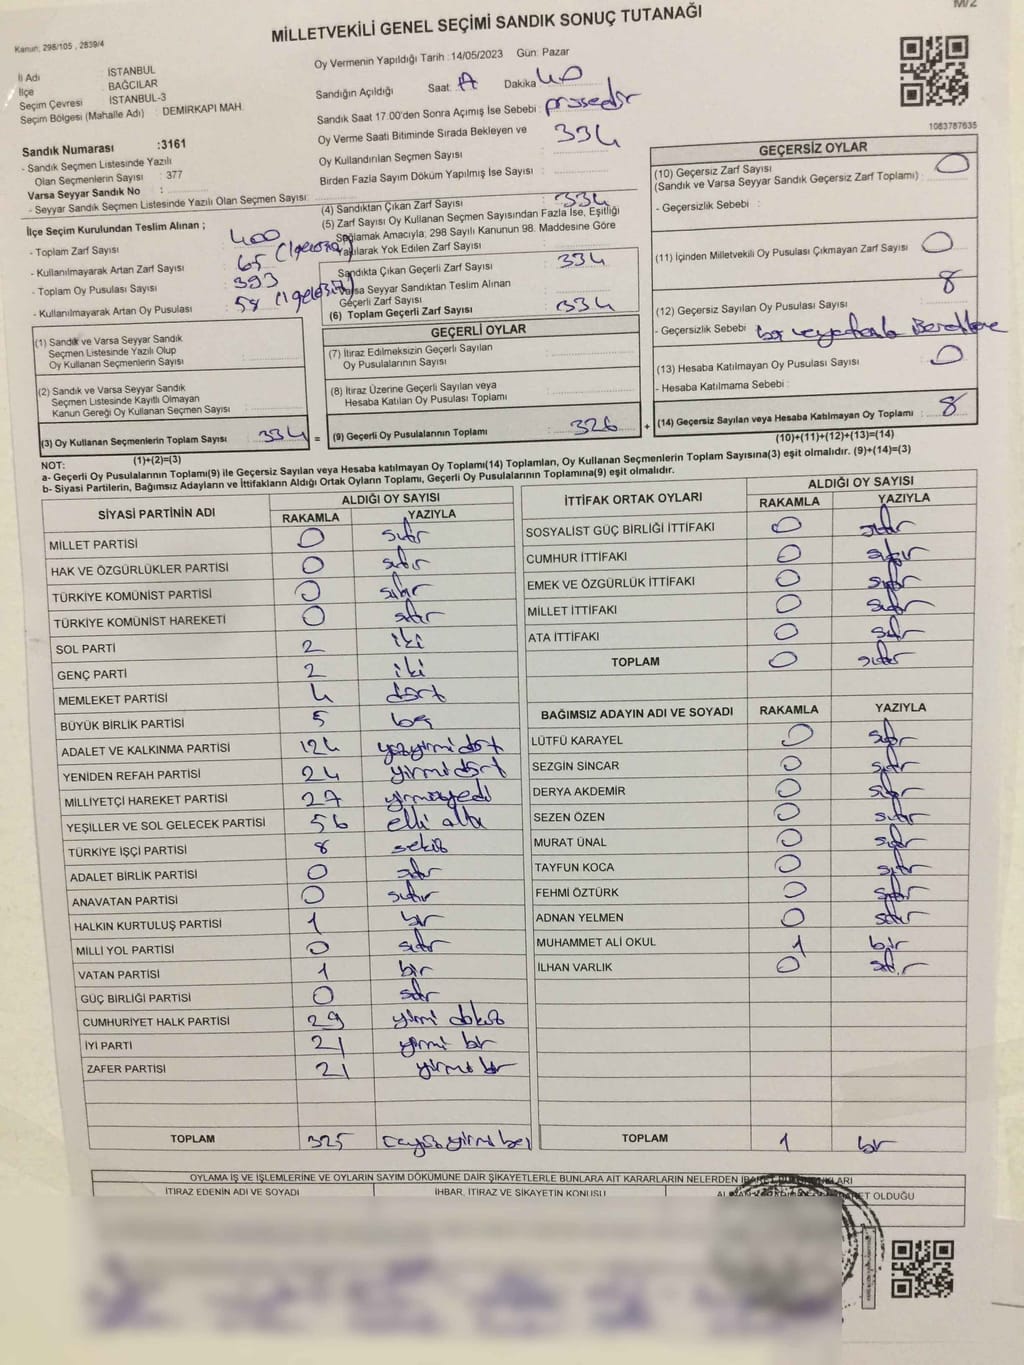 M/2
MİLLETVEKİLİ GENEL SEÇİMİ SANDIK SONUÇ TUTANAĞI
Kanun: 298/105 , 2839/4
İl Adı : İSTANBUL
İlçe : BAĞCILAR
Seçim Çevresi : İSTANBUL-3
Seçim Bölgesi (Mahalle Adı) : DEMİRKAPI MAH.
Sandık Numarası :3161
- Sandık Seçmen Listesinde Yazılı
Olan Seçmenlerin Sayısı : 377
Varsa Seyyar Sandık No :
- Seyyar Sandık Seçmen Listesinde Yazılı Olan Seçmen Sayısı:
Oy Vermenin Yapıldığı Tarih : 14/05/2023 Gün: Pazar
Sandığın Açıldığı Saat: Dakika 40
Sandık Saat 17.00'den Sonra Açımış İse Sebebi : prosedir
Oy Verme Saati Bitiminde Sırada Bekleyen ve
Oy Kullandırılan Seçmen Sayısı : 334
Birden Fazla Sayım Döküm Yapılmış İse Sayısı :
1083787635
İlçe Seçim Kurulundan Teslim Alınan ;
- Toplam Zarf Sayısı : 400
- Kullanılmayarak Artan Zarf Sayısı : 65
- Toplam Oy Pusulası Sayısı : 393
- Kullanılmayarak Artan Oy Pusulası : 58
(4) Sandıktan Çıkan Zarf Sayısı : 334
(5) Zarf Sayısı Oy Kullanan Seçmen Sayısından Fazla İse, Eşitliği
Sağlamak Amacıyla; 298 Sayılı Kanunun 98. Maddesine Göre
Yapılarak Yok Edilen Zarf Sayısı :
Sandıkta Çıkan Geçerli Zarf Sayısı : 334
Varsa Seyyar Sandıktan Teslim Alınan
Geçerli Zarf Sayısı :
(6) Toplam Geçerli Zarf Sayısı : 334
GEÇERSİZ OYLAR
(10) Geçersiz Zarf Sayısı
(Sandık ve Varsa Seyyar Sandık Geçersiz Zarf Toplamı) : 0
- Geçersizlik Sebebi :
(11) İçinden Milletvekili Oy Pusulası Çıkmayan Zarf Sayısı : 0
(12) Geçersiz Sayılan Oy Pusulası Sayısı : 8
- Geçersizlik Sebebi :
(13) Hesaba Katılmayan Oy Pusulası Sayısı : 0
- Hesaba Katılmama Sebebi :
(14) Geçersiz Sayılan veya Hesaba Katılmayan Oy Toplamı : 8
(10)+(11)+(12)+(13)=(14)
(1) Sandık ve Varsa Seyyar Sandık
Seçmen Listesinde Yazılı Olup
Oy Kullanan Seçmenlerin Sayısı :
(2) Sandık ve Varsa Seyyar Sandık
Seçmen Listesinde Kayıtlı Olmayan
Kanun Gereği Oy Kullanan Seçmen Sayısı :
(3) Oy Kullanan Seçmenlerin Toplam Sayısı : 334 =
(1)+(2)=(3)
GEÇERLİ OYLAR
(7) İtiraz Edilmeksizin Geçerli Sayılan
Oy Pusulalarının Sayısı :
(8) İtiraz Üzerine Geçerli Sayılan veya
Hesaba Katılan Oy Pusulası Toplamı :
(9) Geçerli Oy Pusulalarının Toplamı : 326 +
NOT:
a- Geçerli Oy Pusulalarının Toplamı(9) ile Geçersiz Sayılan veya Hesaba katılmayan Oy Toplamı(14) Toplamları, Oy Kullanan Seçmenlerin Toplam Sayısına(3) eşit olmalıdır. (9)+(14)=(3)
b- Siyasi Partilerin, Bağımsız Adayların ve İttifakların Aldığı Ortak Oyların Toplamı, Geçerli Oy Pusulalarının Toplamına(9) eşit olmalıdır.
SİYASİ PARTİNİN ADI ALDIĞI OY SAYISI
RAKAMLA YAZIYLA
MİLLET PARTİSİ 0 sıfır
HAK VE ÖZGÜRLÜKLER PARTİSİ 0 sıfır
TÜRKİYE KOMÜNİST PARTİSİ 0 sıfır
TÜRKİYE KOMÜNİST HAREKETİ 0 sıfır
SOL PARTİ 2 iki
GENÇ PARTİ 2 iki
MEMLEKET PARTİSİ 4 dört
BÜYÜK BİRLİK PARTİSİ 5 beş
ADALET VE KALKINMA PARTİSİ 124 yüzyirmi dört
YENİDEN REFAH PARTİSİ 24 yirmi dört
MİLLİYETÇİ HAREKET PARTİSİ 27 yirmi yedi
YEŞİLLER VE SOL GELECEK PARTİSİ 56 elli altı
TÜRKİYE İŞÇİ PARTİSİ 8 sekiz
ADALET BİRLİK PARTİSİ 0 sıfır
ANAVATAN PARTİSİ 0 sıfır
HALKIN KURTULUŞ PARTİSİ 1 bir
MİLLİ YOL PARTİSİ 0 sıfır
VATAN PARTİSİ 1 bir
GÜÇ BİRLİĞİ PARTİSİ 0 sıfır
CUMHURİYET HALK PARTİSİ 29 yirmi dokuz
İYİ PARTİ 21 yirmi bir
ZAFER PARTİSİ 21 yirmi bir
TOPLAM 325 üçyüz yirmi beş
İTTİFAK ORTAK OYLARI ALDIĞI OY SAYISI
RAKAMLA YAZIYLA
SOSYALİST GÜÇ BİRLİĞİ İTTİFAKI 0 sıfır
CUMHUR İTTİFAKI 0 sıfır
EMEK VE ÖZGÜRLÜK İTTİFAKI 0 sıfır
MİLLET İTTİFAKI 0 sıfır
ATA İTTİFAKI 0 sıfır
TOPLAM 0 sıfır
BAĞIMSIZ ADAYIN ADI VE SOYADI RAKAMLA YAZIYLA
LÜTFÜ KARAYEL 0 sıfır
SEZGİN SİNCAR 0 sıfır
DERYA AKDEMİR 0 sıfır
SEZEN ÖZEN 0 sıfır
MURAT ÜNAL 0 sıfır
TAYFUN KOCA 0 sıfır
FEHMİ ÖZTÜRK 0 sıfır
ADNAN YELMEN 0 sıfır
MUHAMMET ALİ OKUL 1 bir
İLHAN VARLIK 0 sıfır
TOPLAM 1 bir
OYLAMA İŞ VE İŞLEMLERİNE VE OYLARIN SAYIM DÖKÜMÜNE DAİR ŞİKAYETLERLE BUNLARA AİT KARARLARIN NELERDEN İBARET OLDUKLARI
İTİRAZ EDENİN ADI VE SOYADI İHBAR, İTİRAZ VE ŞİKAYETİN KONUSU OLDUĞU